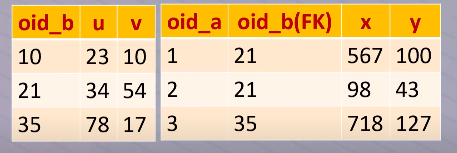 oid_b u v oid_a oid_b(FK) x y
10 23 10 1 21 567 100
21 34 54 2 21 98 43
35 78 17 3 35 718 127